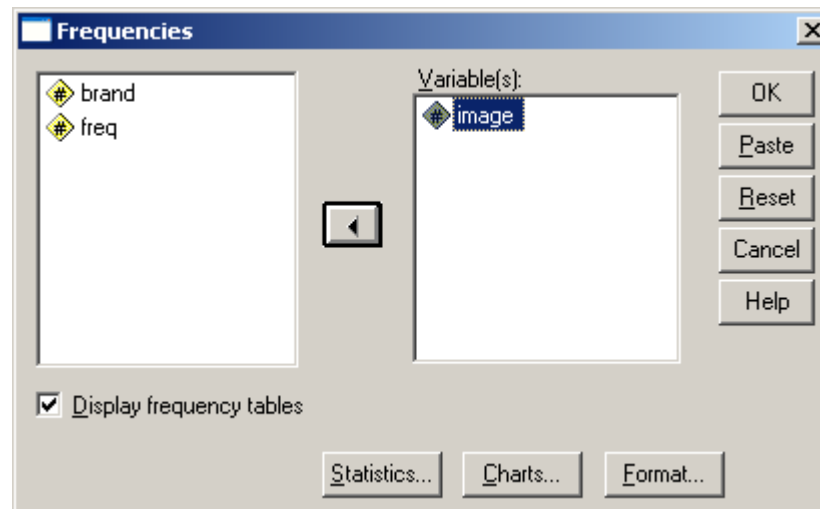 Frequencies
brand
freq
Variable(s):
image
OK
Paste
Reset
Cancel
Help
Display frequency tables
Statistics...
Charts...
Format...